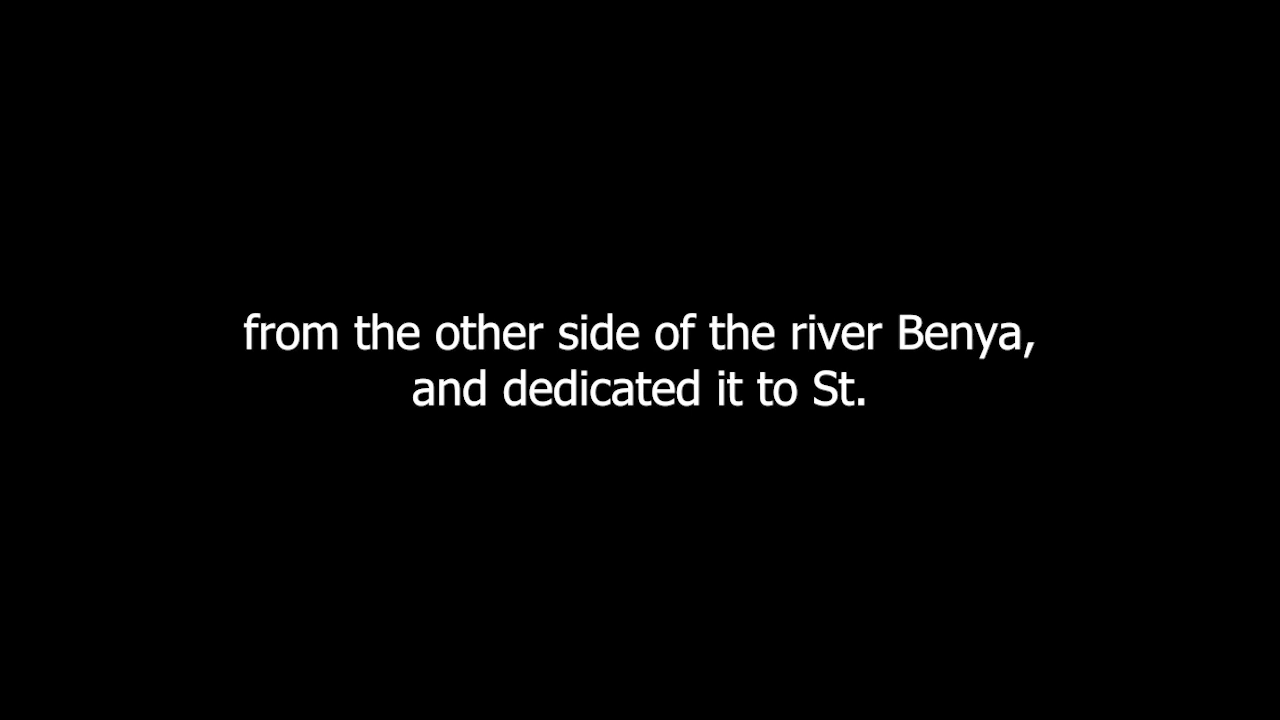 from the other side of the river Benya,
and dedicated it to St.